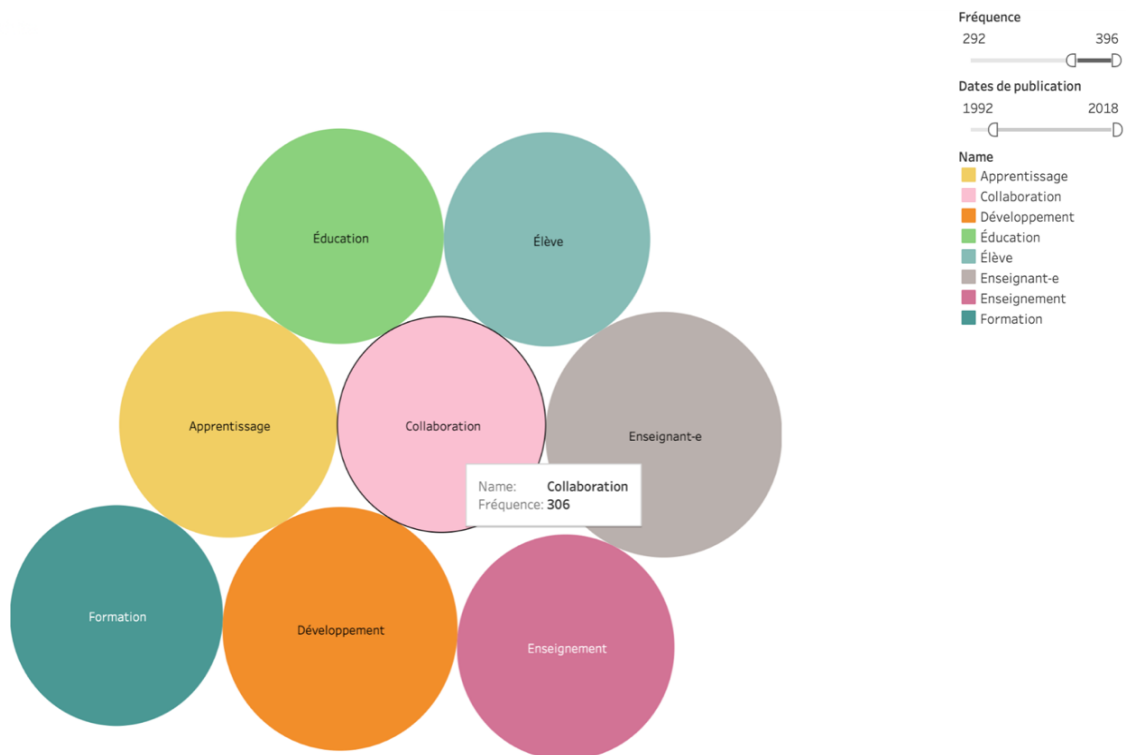 Fréquence
292 396
Dates de publication
1992 2018
Name
Apprentissage
Collaboration
Développement
Éducation
Élève
Enseignant-e
Enseignement
Formation
Éducation
Élève
Apprentissage
Collaboration
Enseignant-e
Name: Collaboration
Fréquence: 306
Formation
Développement
Enseignement